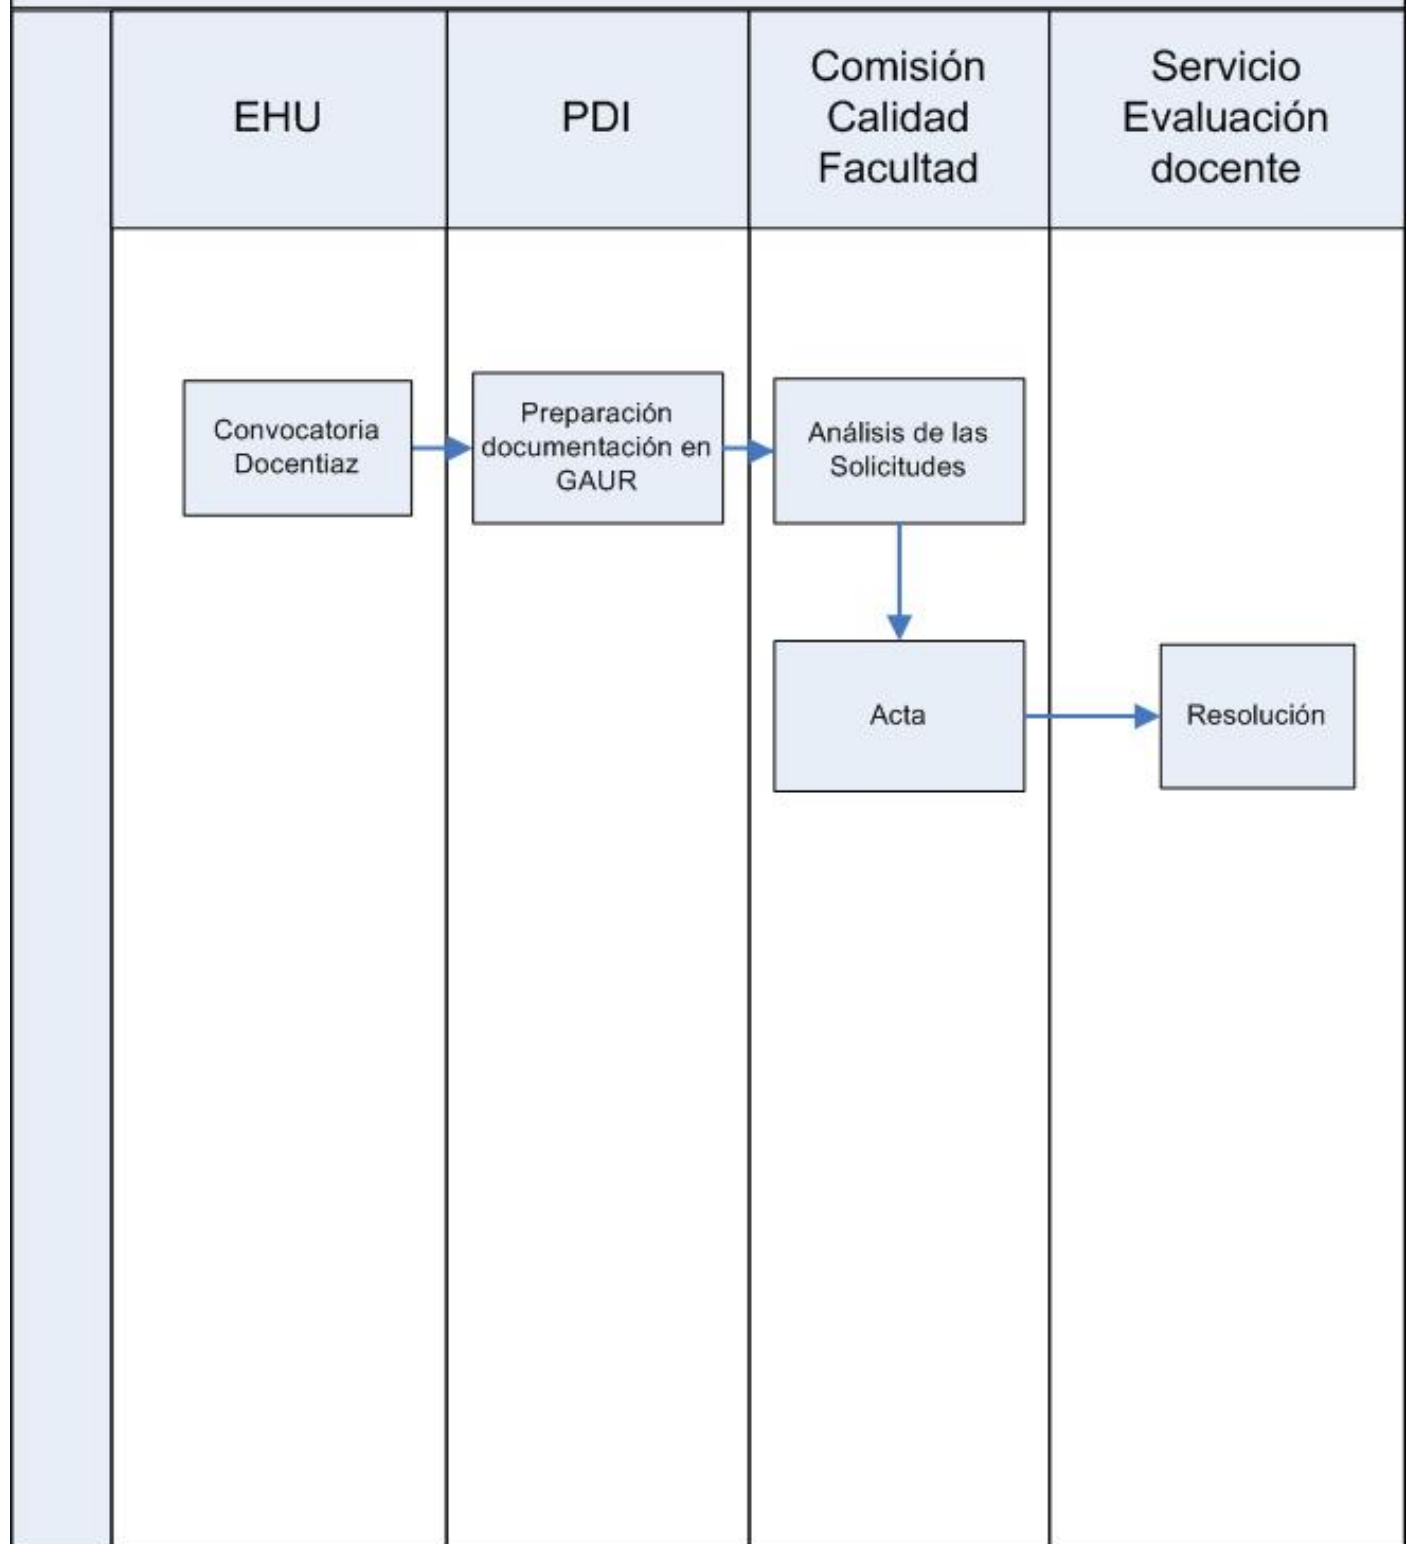 EHU
PDI
Comisión
Calidad
Facultad
Servicio
Evaluación
docente
Convocatoria
Docentiaz
Preparación
documentación en
GAUR
Análisis de las
Solicitudes
Acta
Resolución